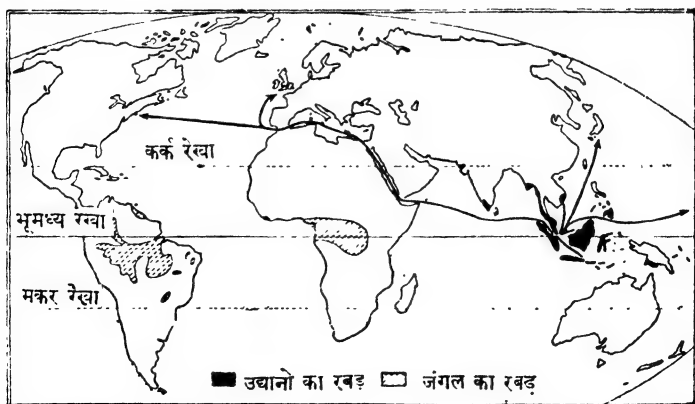 कर्क रेखा
भूमध्य रेखा
मकर रेखा
उद्यानो का रबड़ जंगल का रबड़